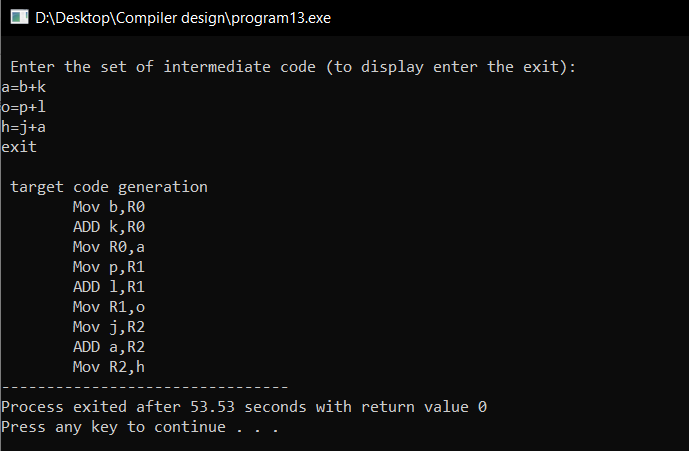 D:\Desktop\Compiler design\program13.exe
Enter the set of intermediate code (to display enter the exit):
a=b+k
o=p+l
h=j+a
exit
target code generation
Mov b,R0
ADD k,R0
Mov R0,a
Mov p,R1
ADD l,R1
Mov R1,o
Mov j,R2
ADD a,R2
Mov R2,h
--------------------------------
Process exited after 53.53 seconds with return value 0
Press any key to continue . . .